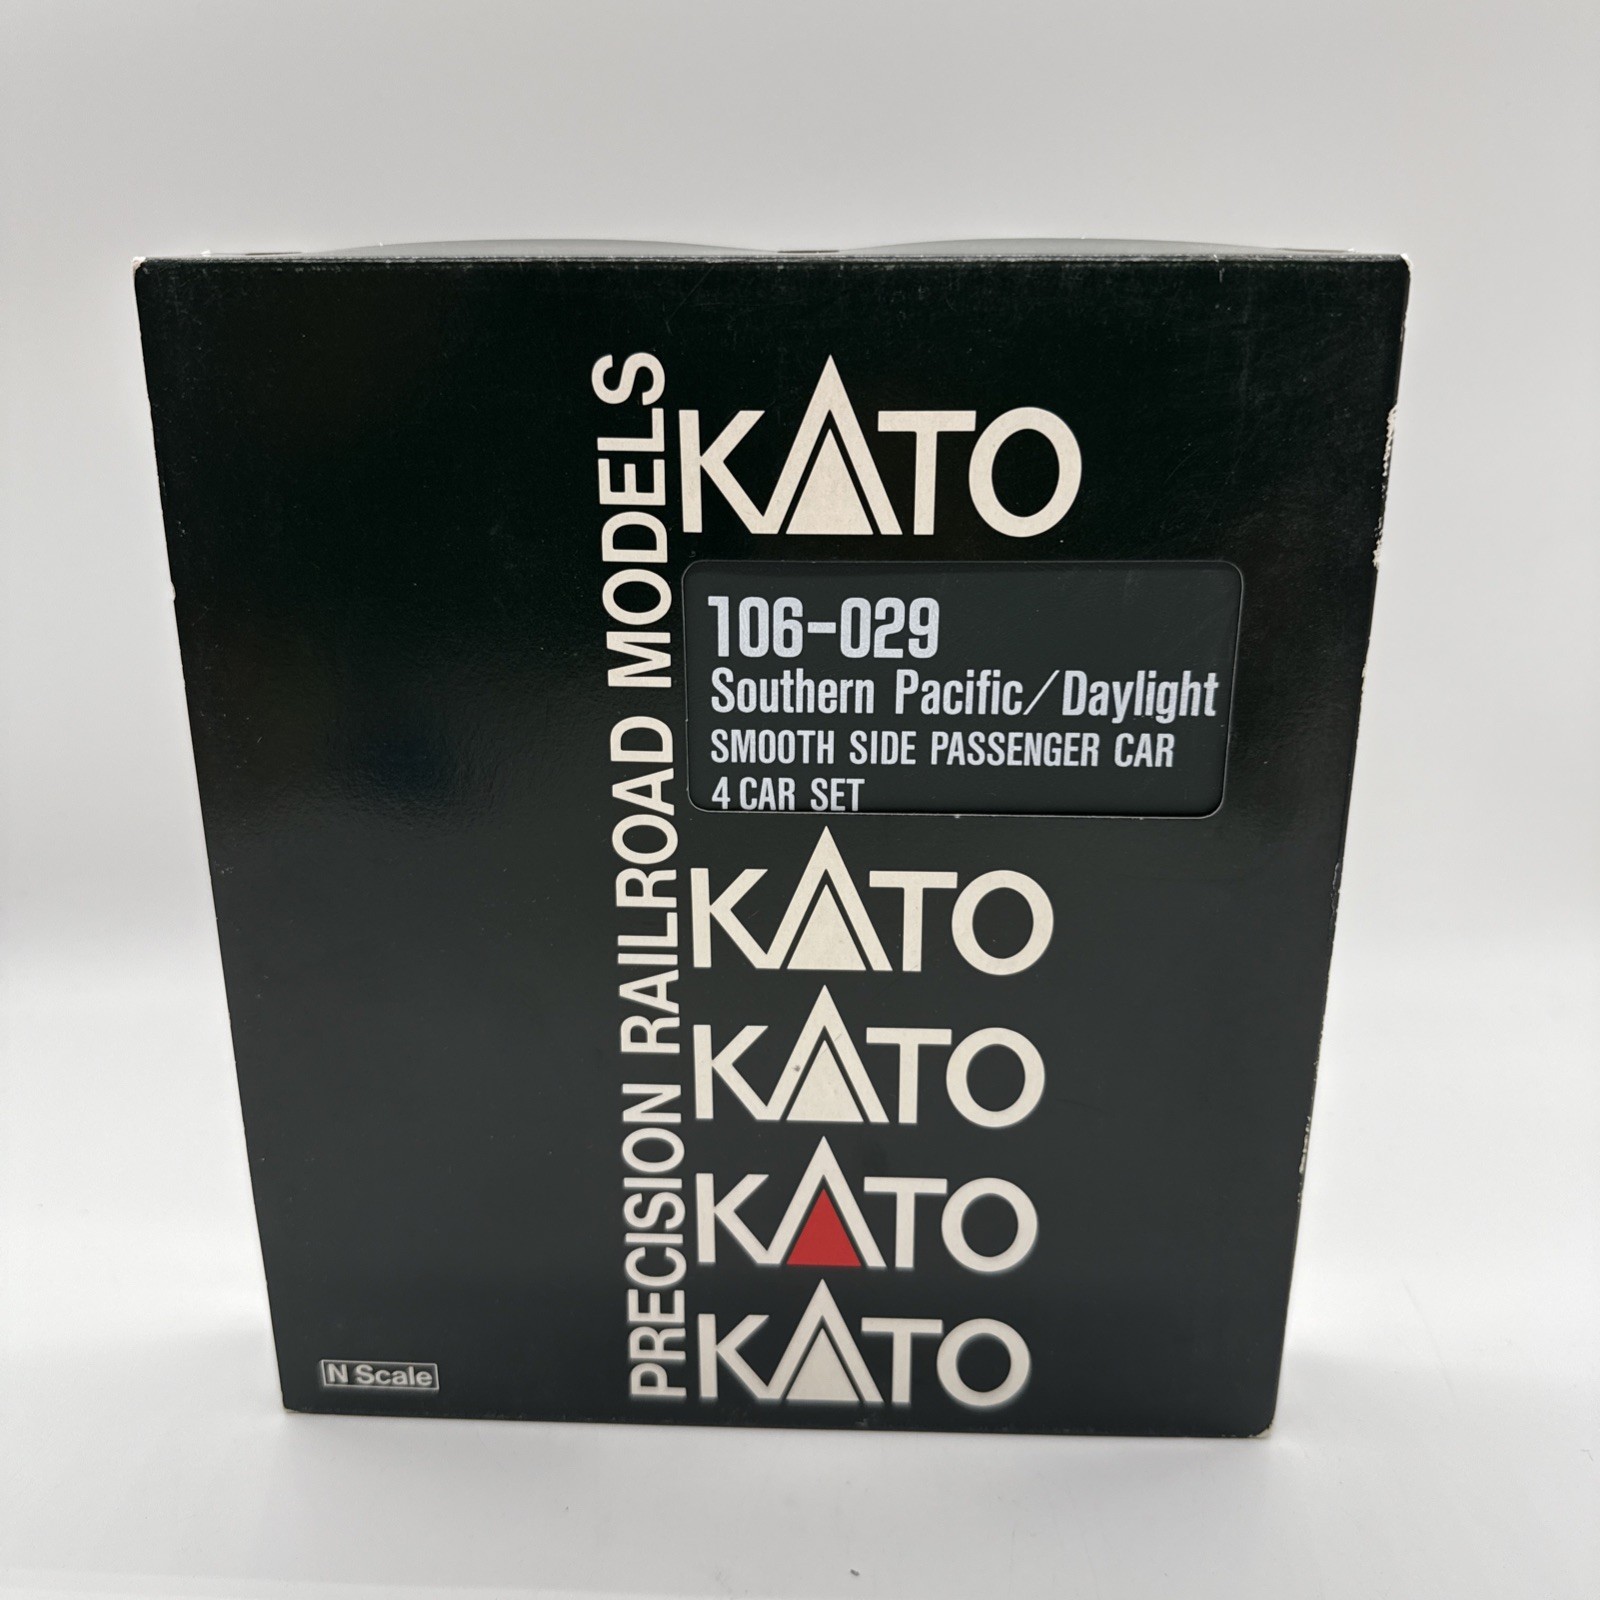 PRECISION RAILROAD MODELS
KATO
106-029
Southern Pacific/Daylight
SMOOTH SIDE PASSENGER CAR
4 CAR SET
KATO
KATO
KATO
KATO
N Scale